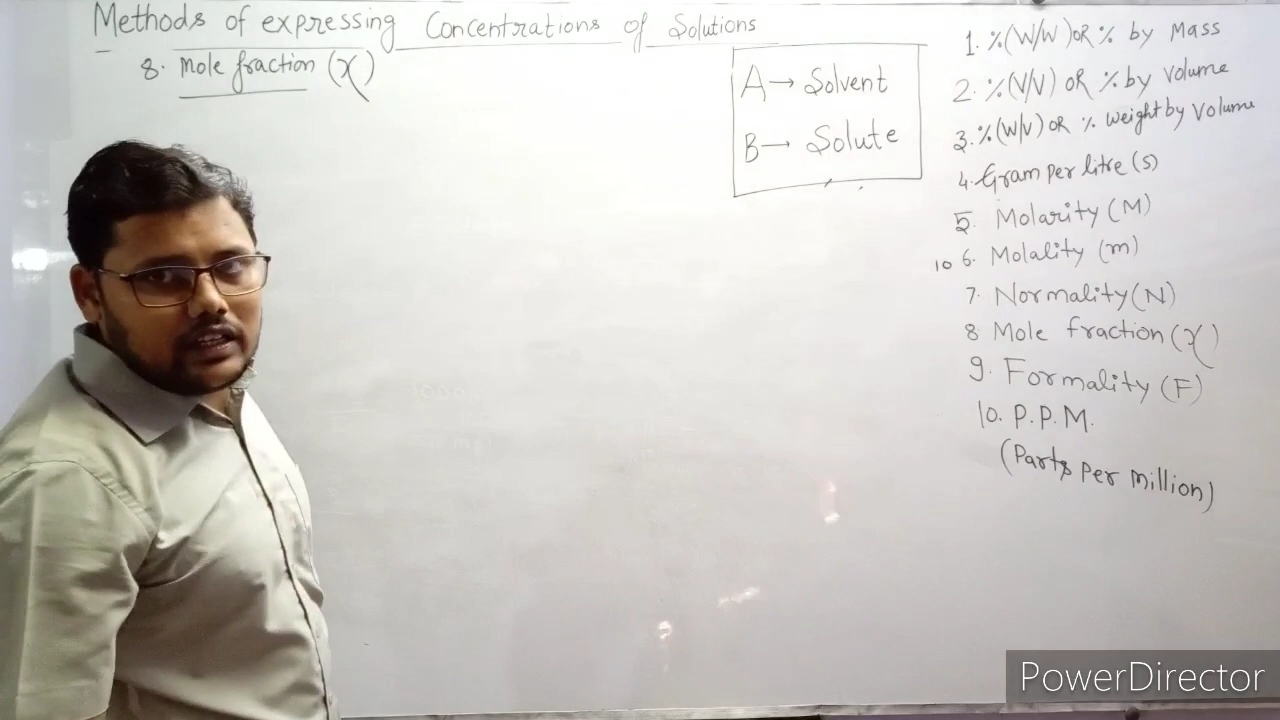 Methods of expressing Concentrations of Solutions
8. Mole fraction (χ)
A → Solvent
B → Solute
1. %(W/W) OR % by Mass
2. %(V/V) OR % by Volume
3. %(W/V) OR % Weight by Volume
4. Gram per litre (S)
5. Molarity (M)
10 6. Molality (m)
7. Normality (N)
8 Mole fraction (χ)
9. Formality (F)
10. P.P.M.
(Parts Per Million)
PowerDirector